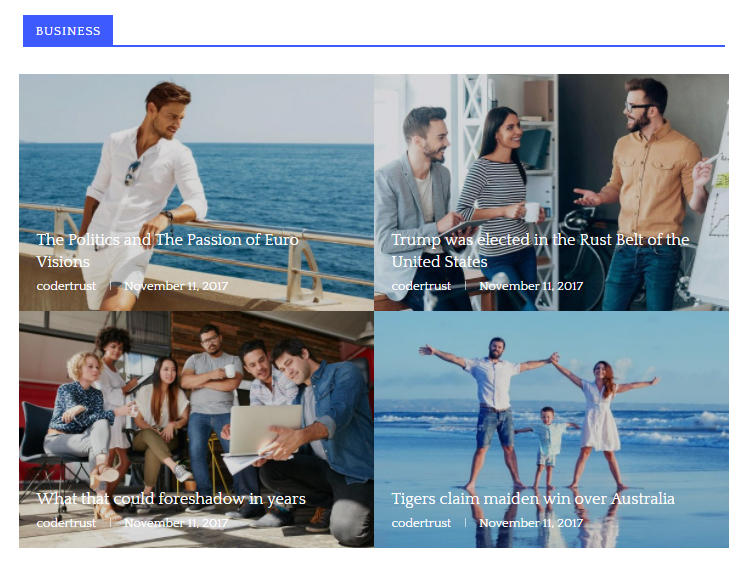 BUSINESS
The Politics and The Passion of Euro
Visions
codertrust | November 11, 2017
Trump was elected in the Rust Belt of the
United States
codertrust | November 11, 2017
What that could foreshadow in years
codertrust | November 11, 2017
Tigers claim maiden win over Australia
codertrust | November 11, 2017